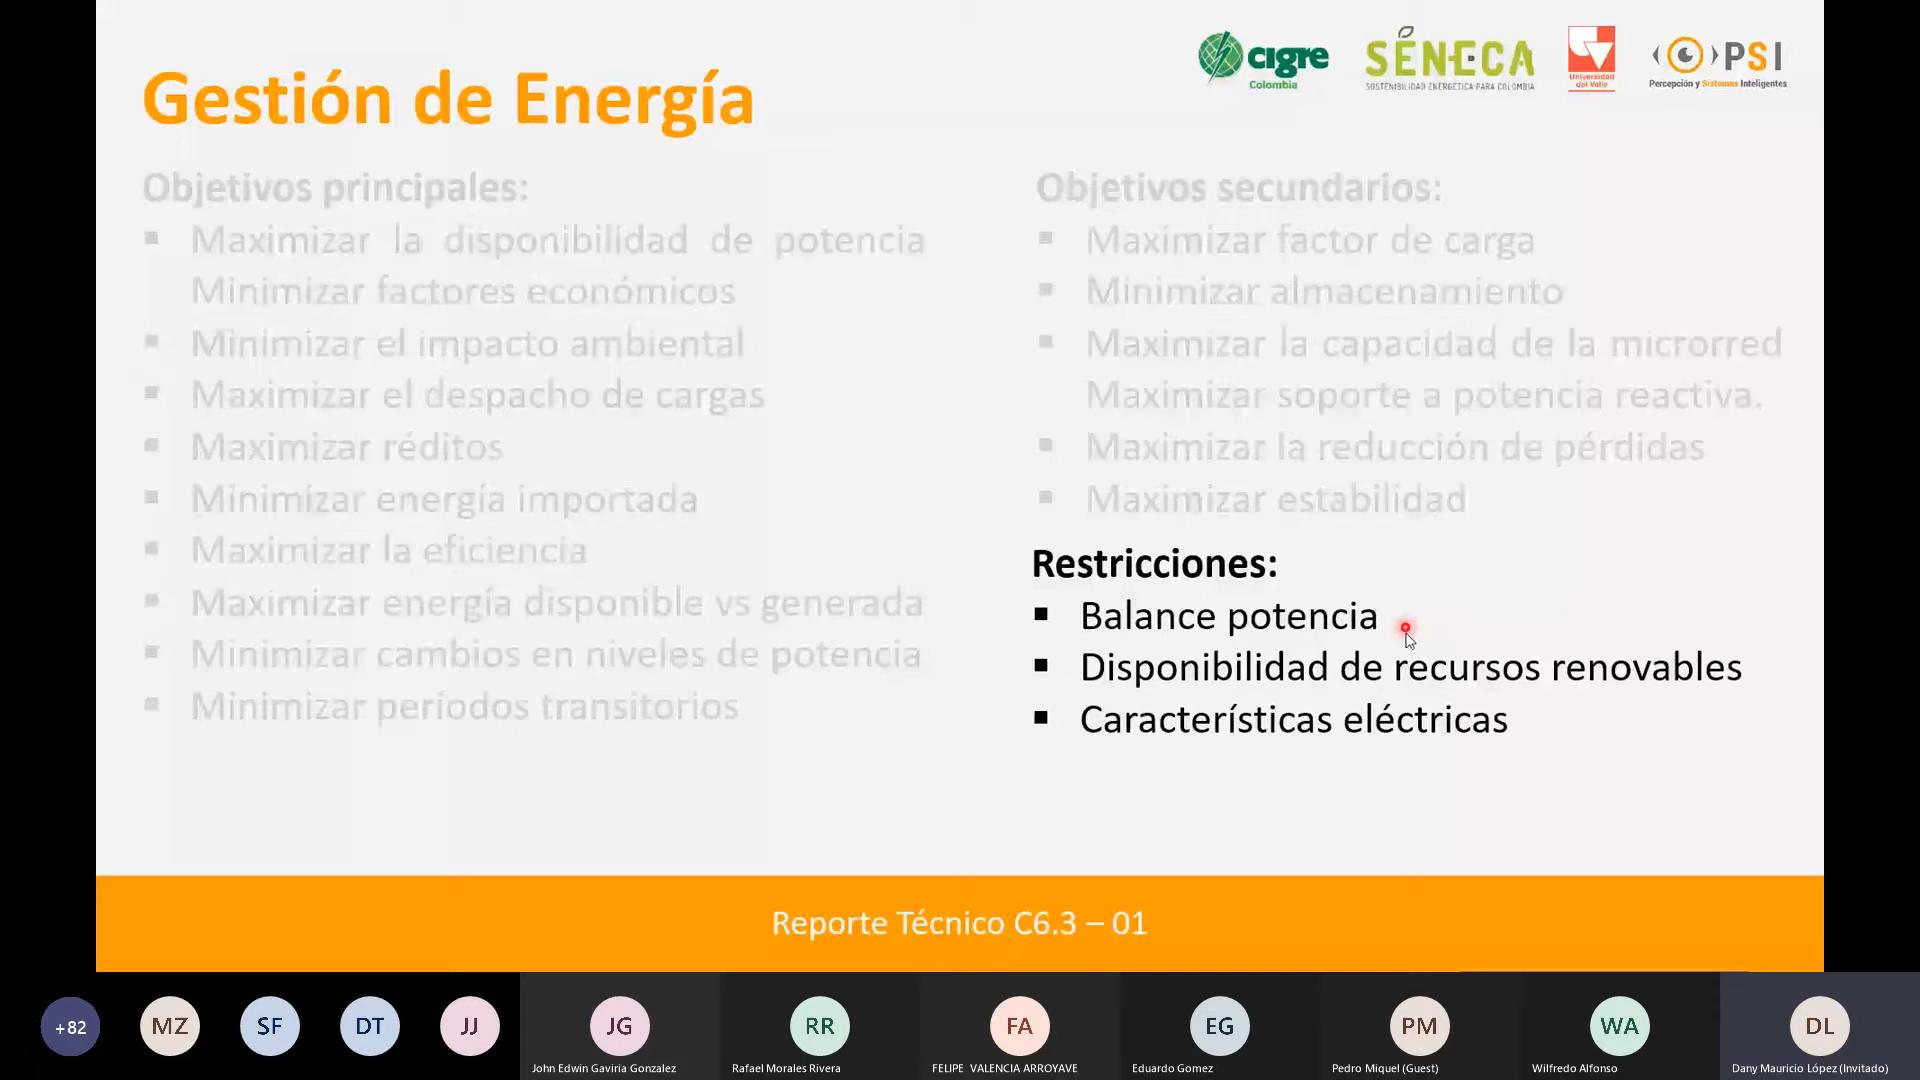 cigre
Colombia
SÉNECA
SOSTENIBILIDAD ENERGÉTICA PARA COLOMBIA
Universidad
del Valle
PSI
Percepción y Sistemas Inteligentes
Gestión de Energía
Objetivos principales:
▪ Maximizar la disponibilidad de potencia
Minimizar factores económicos
▪ Minimizar el impacto ambiental
▪ Maximizar el despacho de cargas
▪ Maximizar réditos
▪ Minimizar energía importada
▪ Maximizar la eficiencia
▪ Maximizar energía disponible vs generada
▪ Minimizar cambios en niveles de potencia
▪ Minimizar períodos transitorios
Objetivos secundarios:
▪ Maximizar factor de carga
▪ Minimizar almacenamiento
▪ Maximizar la capacidad de la microrred
Maximizar soporte a potencia reactiva.
▪ Maximizar la reducción de pérdidas
▪ Maximizar estabilidad
Restricciones:
▪ Balance potencia
▪ Disponibilidad de recursos renovables
▪ Características eléctricas
Reporte Técnico C6.3 – 01
+82
MZ
SF
DT
JJ
JG
RR
FA
EG
PM
WA
DL
John Edwin Gaviria Gonzalez
Rafael Morales Rivera
FELIPE VALENCIA ARROYAVE
Eduardo Gomez
Pedro Miquel (Guest)
Wilfredo Alfonso
Dany Mauricio López (Invitado)